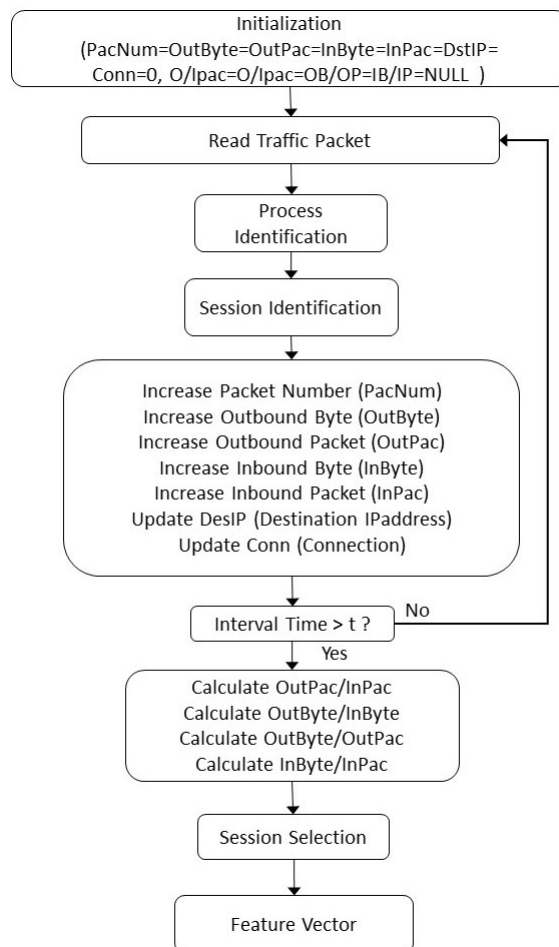 Initialization
(PacNum=OutByte=OutPac=InByte=InPac=DstIP=
Conn=0, O/Ipac=O/Ipac=OB/OP=IB/IP=NULL )
Read Traffic Packet
Process
Identification
Session Identification
Increase Packet Number (PacNum)
Increase Outbound Byte (OutByte)
Increase Outbound Packet (OutPac)
Increase Inbound Byte (InByte)
Increase Inbound Packet (InPac)
Update DesIP (Destination IPaddress)
Update Conn (Connection)
Interval Time > t ?
No
Yes
Calculate OutPac/InPac
Calculate OutByte/InByte
Calculate OutByte/OutPac
Calculate InByte/InPac
Session Selection
Feature Vector